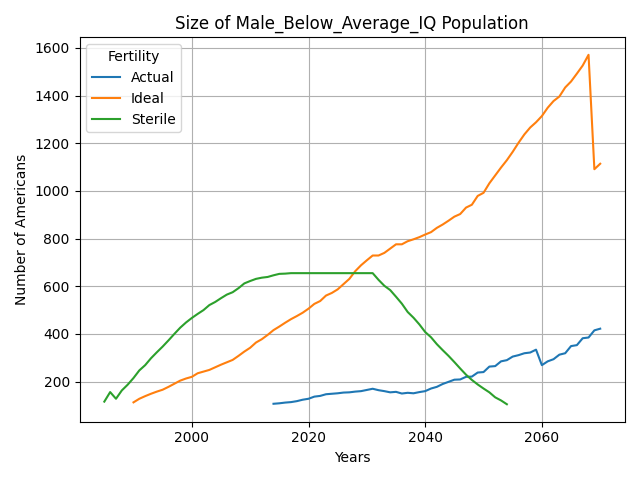 Size of Male_Below_Average_IQ Population
Fertility
Actual
Ideal
Sterile
1600
1400
1200
1000
800
600
400
200
Number of Americans
2000
2020
2040
2060
Years